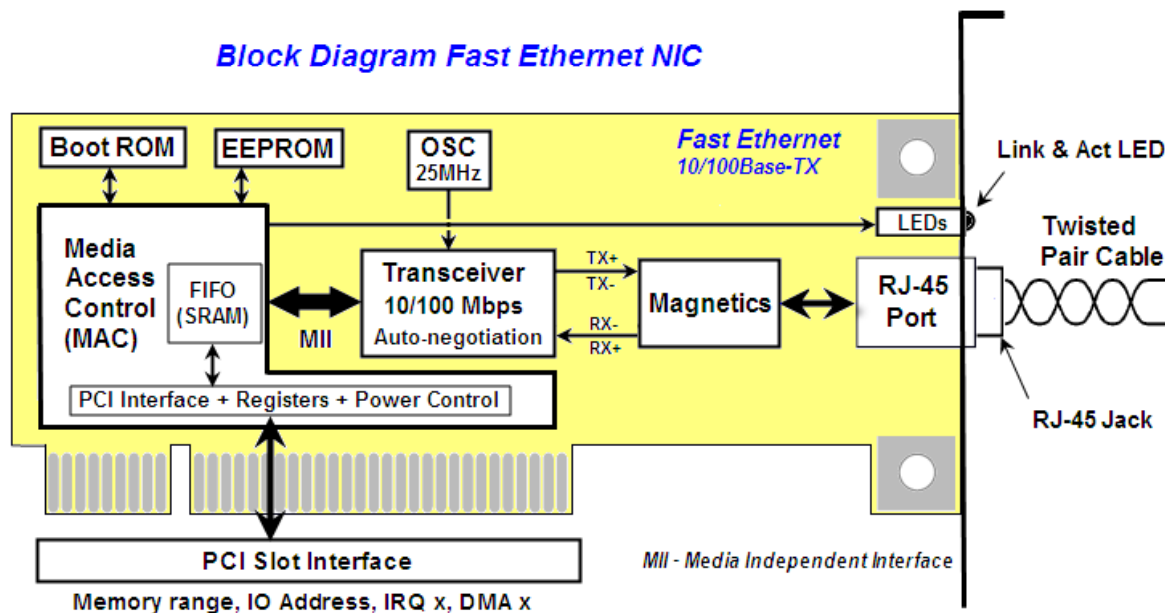 Block Diagram Fast Ethernet NIC
Boot ROM
EEPROM
OSC
25MHz
Fast Ethernet
10/100Base-TX
Link & Act LED
LEDs
Twisted
Pair Cable
Media
Access
Control
(MAC)
FIFO
(SRAM)
MII
Transceiver
10/100 Mbps
Auto-negotiation
TX+
TX-
RX-
RX+
Magnetics
RJ-45
Port
PCI Interface + Registers + Power Control
RJ-45 Jack
PCI Slot Interface
MII - Media Independent Interface
Memory range, IO Address, IRQ x, DMA x